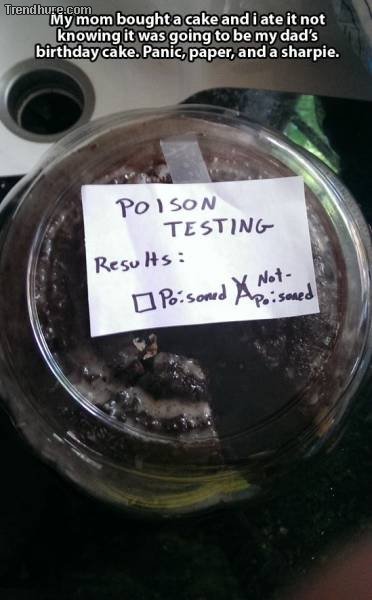 Trendhure.com
My mom bought a cake and i ate it not
knowing it was going to be my dad's
birthday cake. Panic, paper, and a sharpie.
POISON
TESTING
Results:
☐ Poisoned X Not-
Poisoned